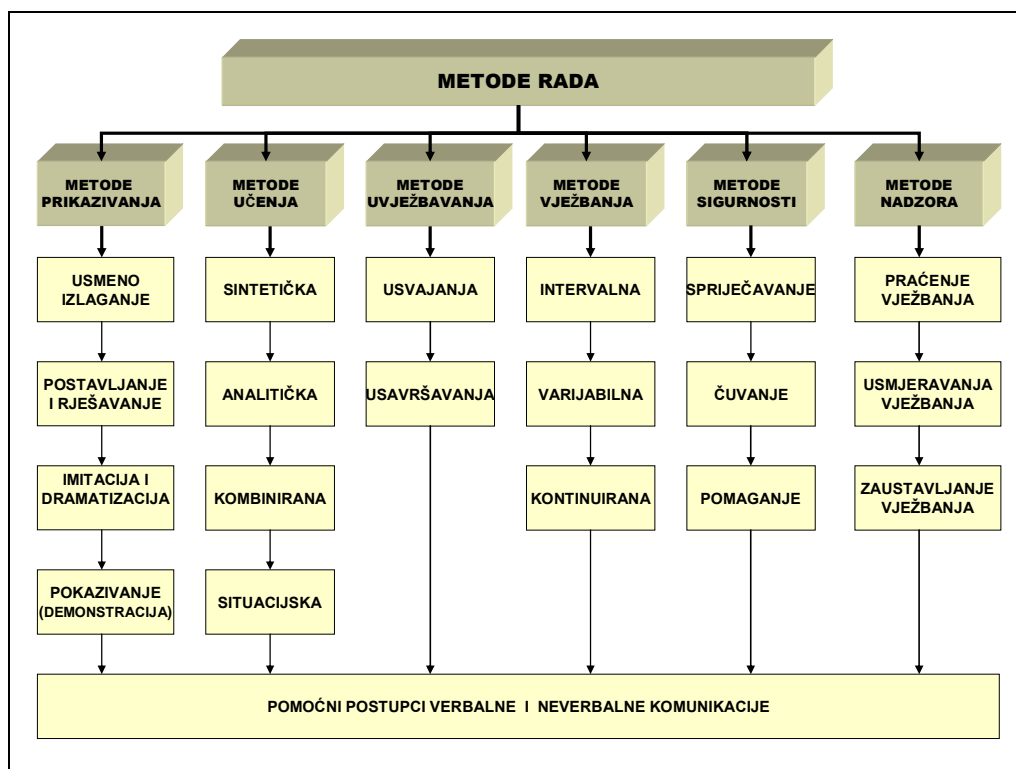 METODE RADA
METODE
PRIKAZIVANJA
METODE
UČENJA
METODE
UVJEŽBAVANJA
METODE
VJEŽBANJA
METODE
SIGURNOSTI
METODE
NADZORA
USMENO
IZLAGANJE
SINTETIČKA
USVAJANJA
INTERVALNA
SPRIJEČAVANJE
PRAĆENJE
VJEŽBANJA
POSTAVLJANJE
I RJEŠAVANJE
ANALITIČKA
USAVRŠAVANJA
VARIJABILNA
ČUVANJE
USMJERAVANJA
VJEŽBANJA
IMITACIJA I
DRAMATIZACIJA
KOMBINIRANA
KONTINUIRANA
POMAGANJE
ZAUSTAVLJANJE
VJEŽBANJA
POKAZIVANJE
(DEMONSTRACIJA)
SITUACIJSKA
POMOĆNI POSTUPCI VERBALNE I NEVERBALNE KOMUNIKACIJE